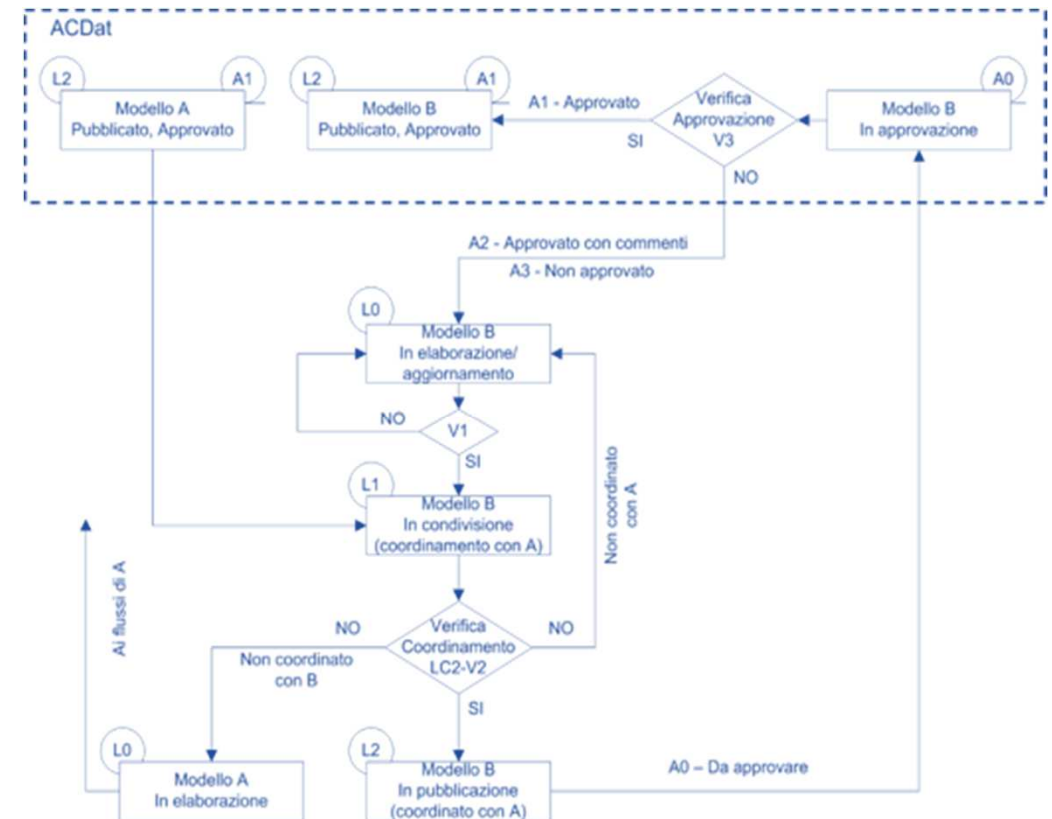 ACDat
L2
A1
Modello A
Pubblicato, Approvato
L2
A1
Modello B
Pubblicato, Approvato
A1 - Approvato
SI
Verifica
Approvazione
V3
NO
A0
Modello B
In approvazione
A2 - Approvato con commenti
A3 - Non approvato
L0
Modello B
In elaborazione/
aggiornamento
NO
V1
SI
L1
Modello B
In condivisione
(coordinamento con A)
Non coordinato
con A
Ai flussi di A
NO
Non coordinato
con B
Verifica
Coordinamento
LC2-V2
NO
SI
L0
Modello A
In elaborazione
L2
Modello B
In pubblicazione
(coordinato con A)
A0 – Da approvare